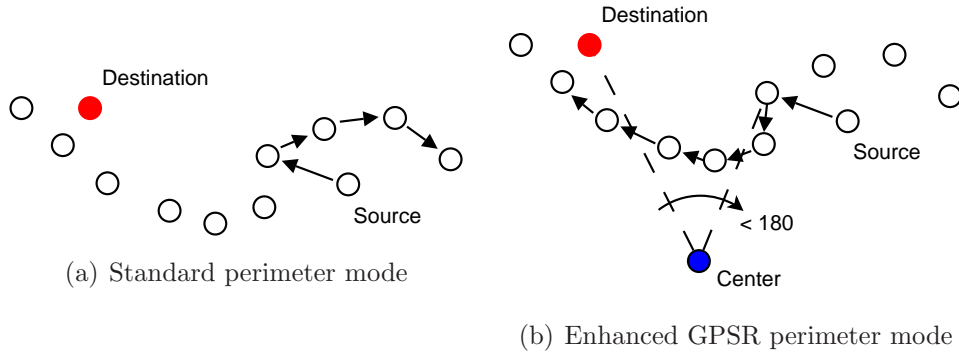 Destination
Source
(a) Standard perimeter mode
Destination
Source
< 180
Center
(b) Enhanced GPSR perimeter mode